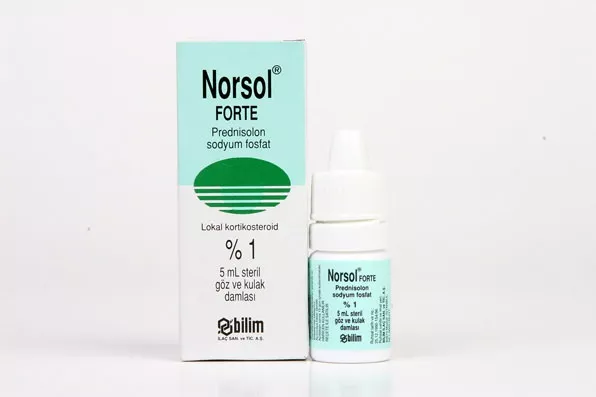 Norsol®
FORTE
Prednisolon
sodyum fosfat
Lokal kortikosteroid
% 1
5 mL steril
göz ve kulak
damlası
bilim
İLAÇ SAN. ve TİC. A.Ş.
Norsol® FORTE
Prednisolon
sodyum fosfat
% 1
5 mL steril
göz ve kulak
damlası
bilim